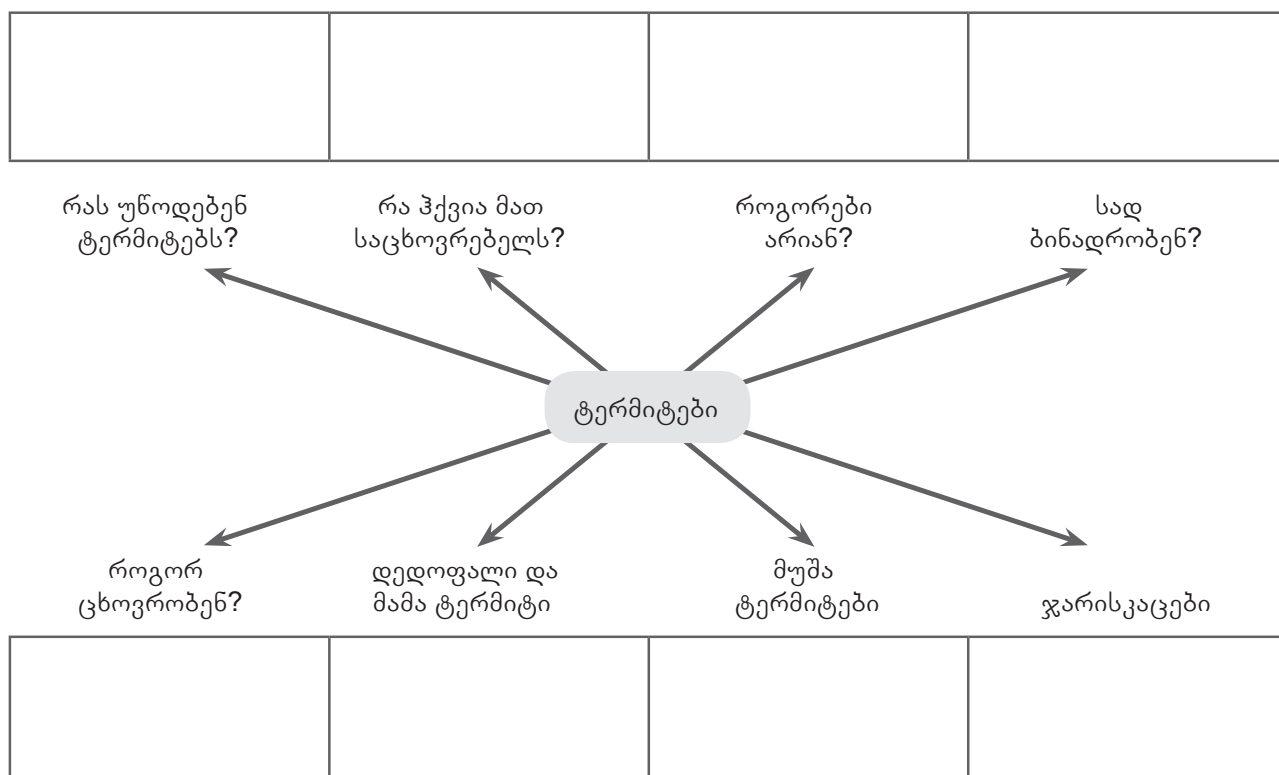 რას უწოდებენ
ტერმიტებს?
რა ჰქვია მათ
საცხოვრებელს?
როგორები
არიან?
სად
ბინადრობენ?
ტერმიტები
როგორ
ცხოვრობენ?
დედოფალი და
მამა ტერმიტი
მუშა
ტერმიტები
ჯარისკაცები